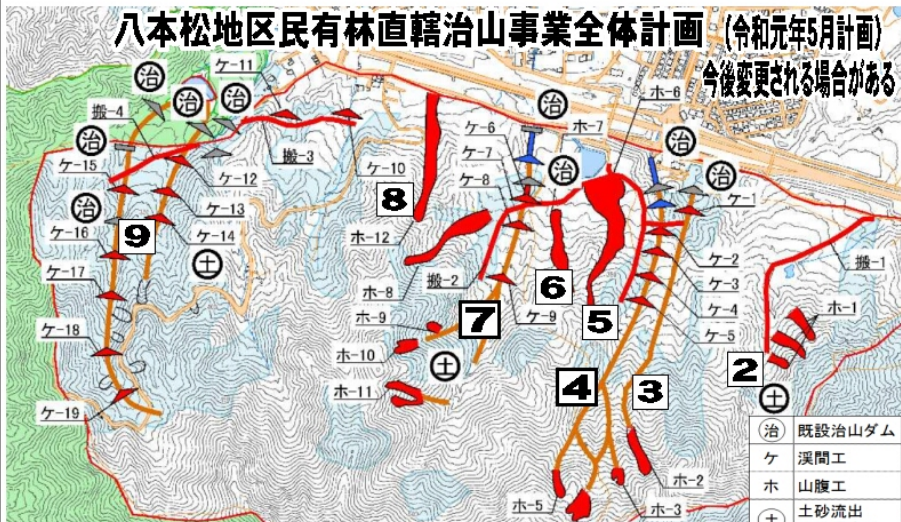 八本松地区民有林直轄治山事業全体計画
(令和元年5月計画)
今後変更される場合がある
ケ-11
治
治
治
搬-4
治
ケ-15
搬-3
ケ-10
ケ-12
ケ-13
ケ-14
治
9
ケ-16
ケ-17
土
ケ-18
ケ-19
8
ホ-12
ホ-8
ケ-6
ケ-7
ケ-8
治
ホ-7
治
ホ-6
治
治
ケ-1
ケ-2
ケ-3
ケ-4
ケ-5
搬-2
6
5
7
ケ-9
ホ-9
ホ-10
ホ-11
土
4
3
搬-1
ホ-1
2
土
ホ-2
ホ-3
ホ-5
治 既設治山ダム
ケ 渓間工
ホ 山腹工
土 土砂流出